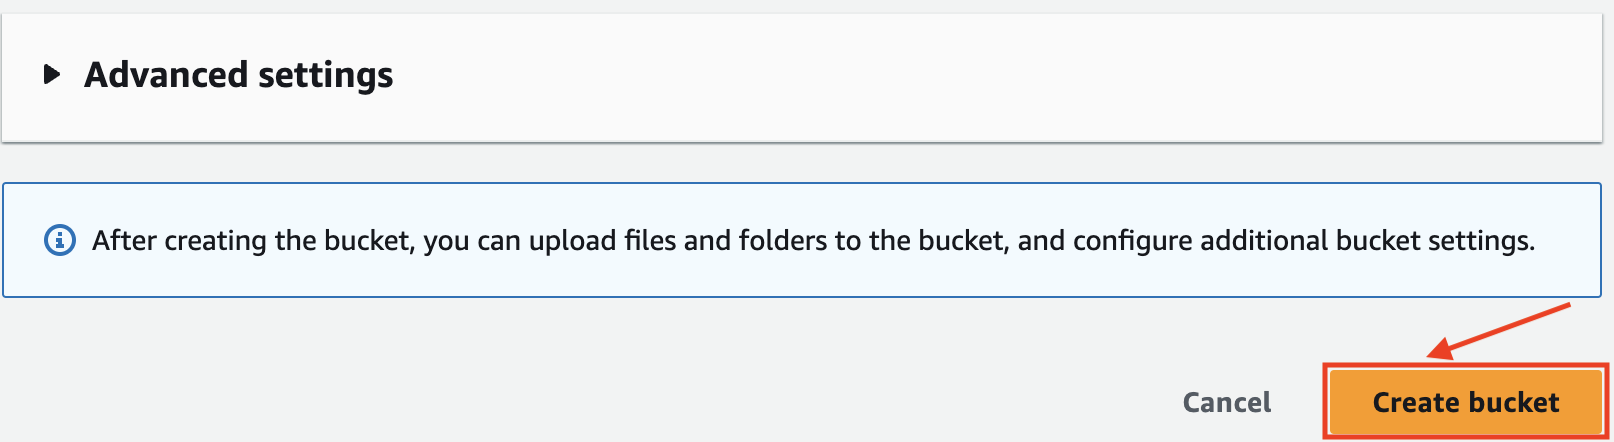 Advanced settings
After creating the bucket, you can upload files and folders to the bucket, and configure additional bucket settings.
Cancel
Create bucket